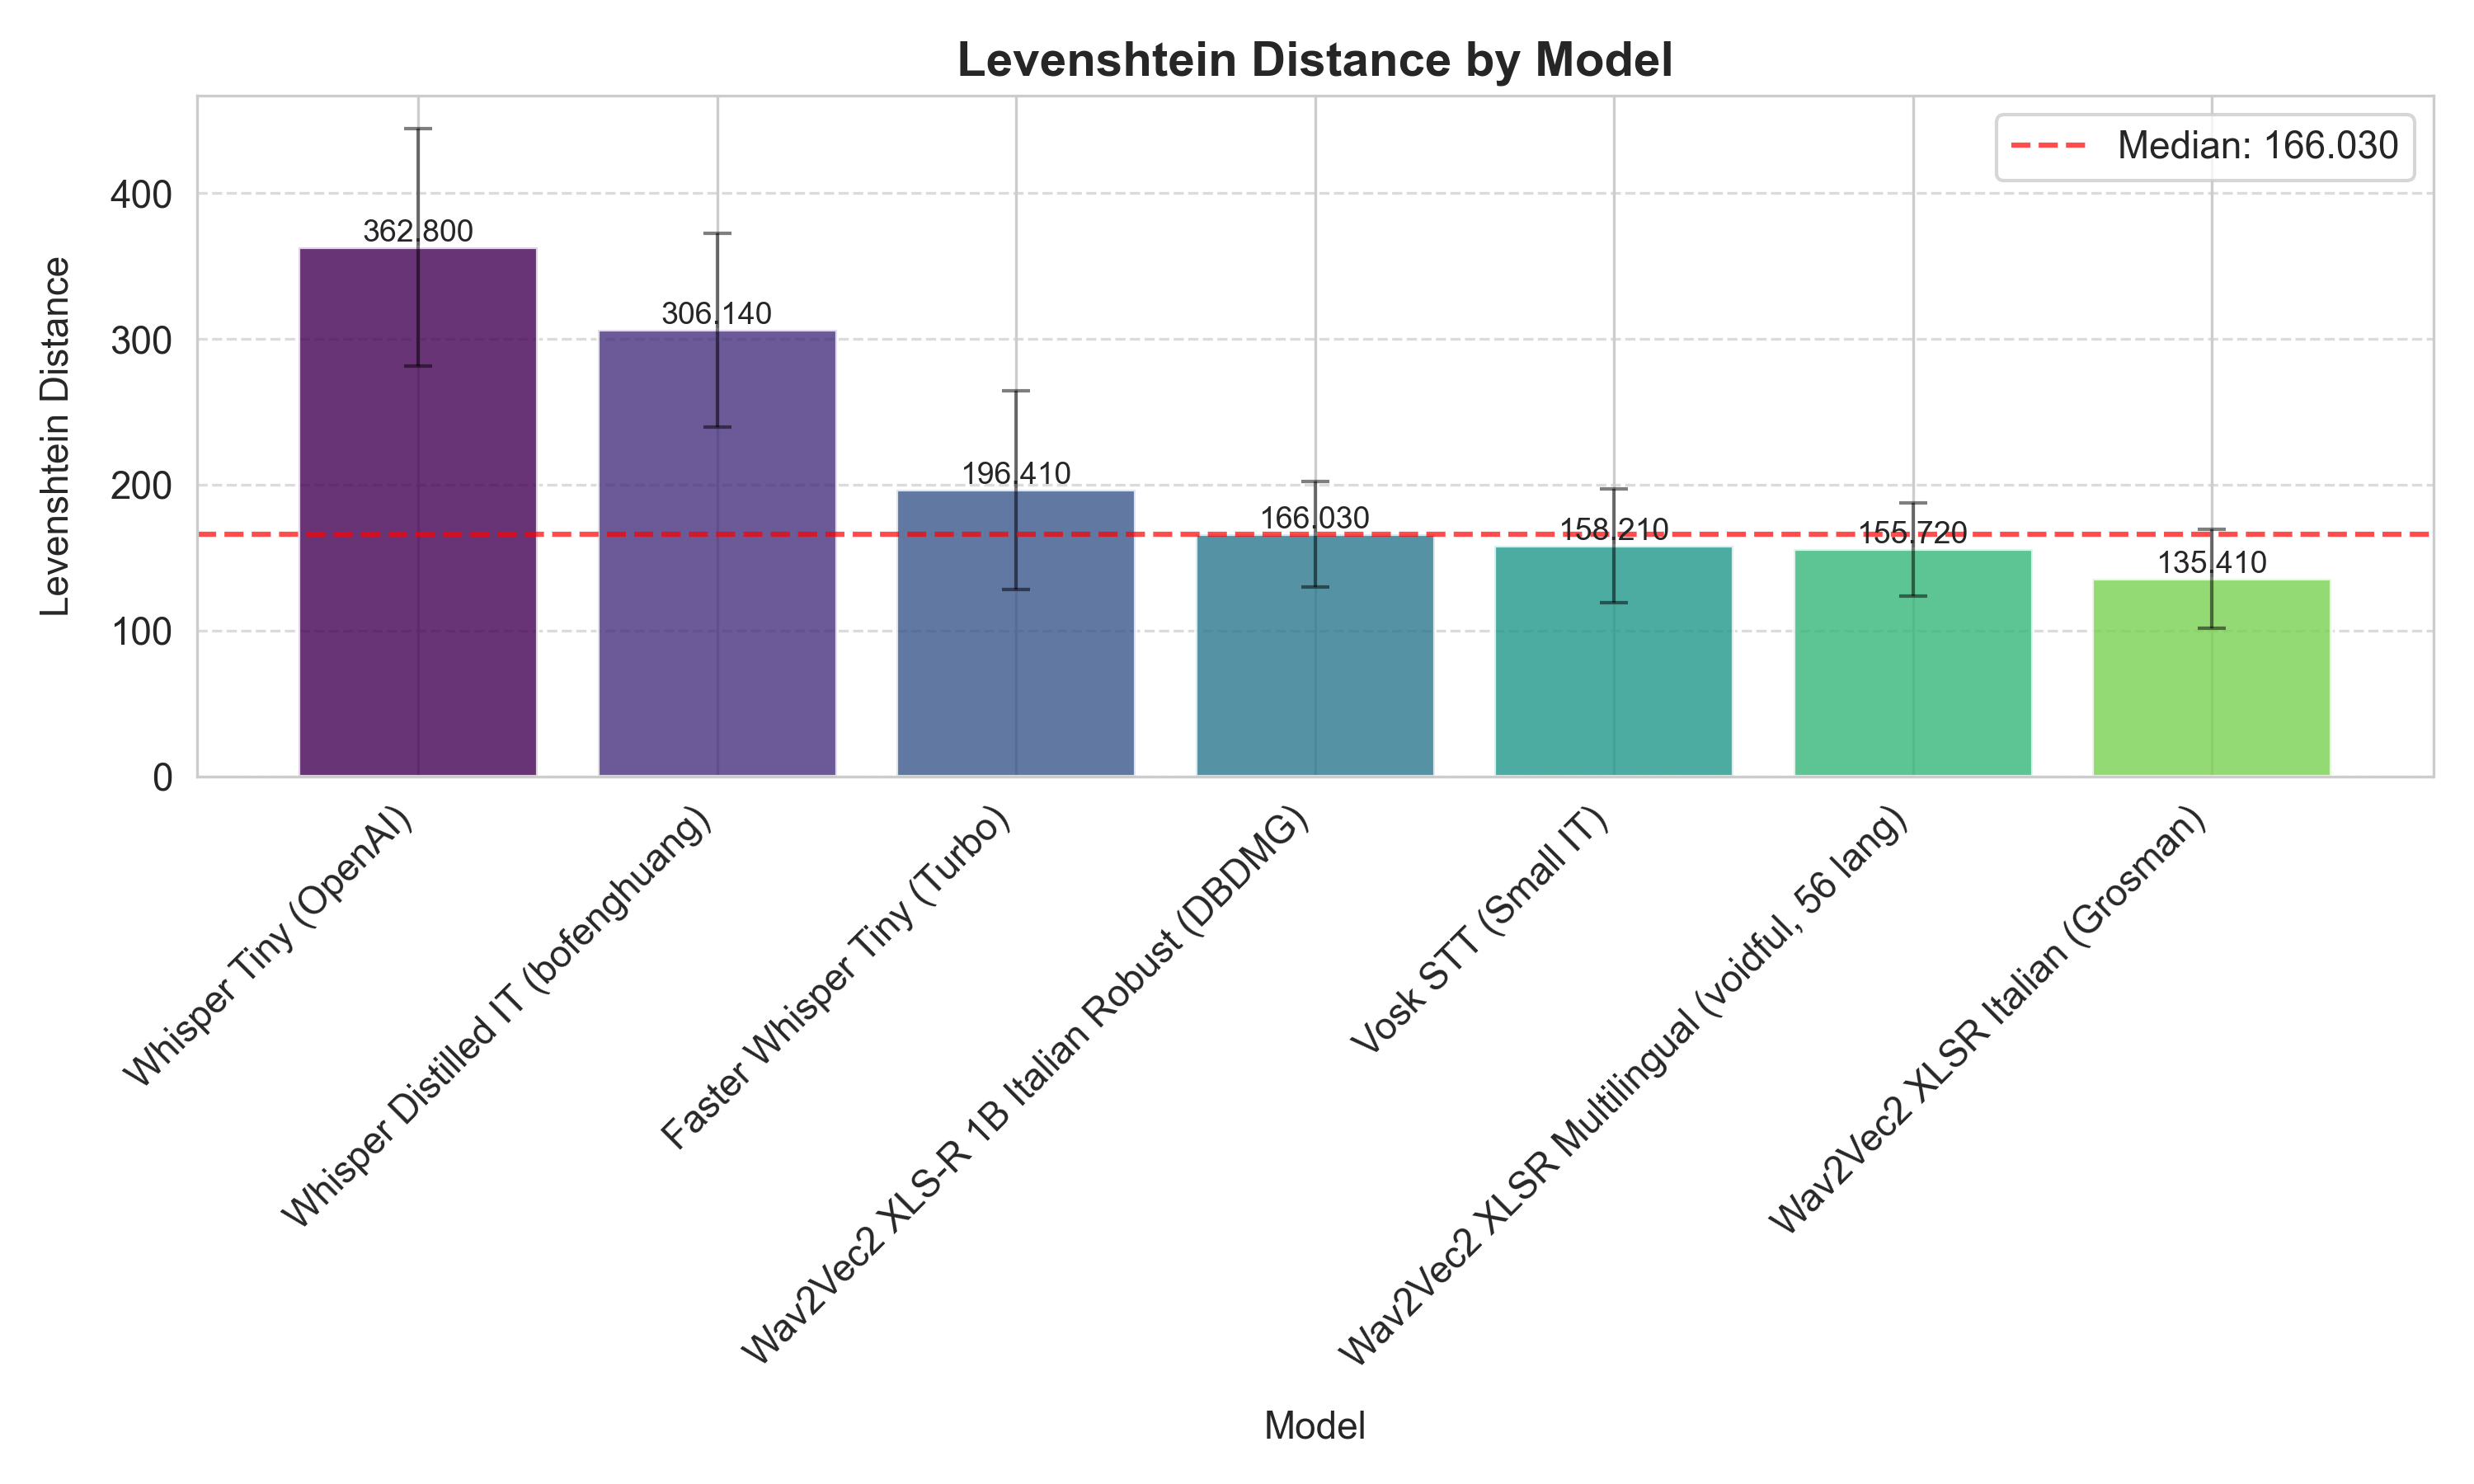 Levenshtein Distance by Model
Median: 166.030
Levenshtein Distance
400
300
200
100
0
362.800
306.140
196.410
166.030
158.210
155.720
135.410
Whisper Tiny (OpenAI)
Whisper Distilled IT (bofenghuang)
Faster Whisper Tiny (Turbo)
Wav2Vec2 XLS-R 1B Italian Robust (DBDMG)
Vosk STT (Small IT)
Wav2Vec2 XLSR Multilingual (voidful, 56 lang)
Wav2Vec2 XLSR Italian (Grosman)
Model